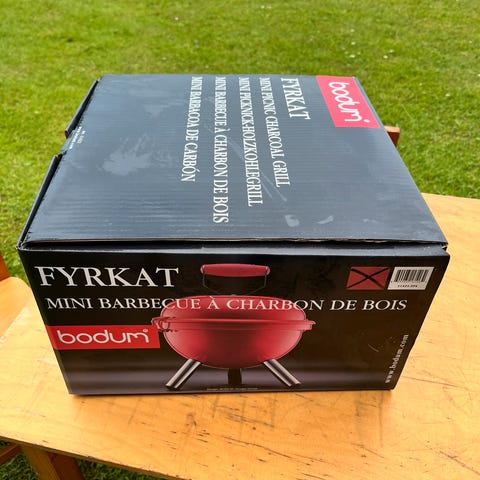 bodum®
FYRKAT
MINI PICNIC CHARCOAL GRILL
MINI PICKNICK-HOLZKOHLEGRILL
MINI BARBECUE À CHARBON DE BOIS
MINI BARBACOA DE CARBÓN
FYRKAT
MINI BARBECUE À CHARBON DE BOIS
bodum®
www.bodum.com